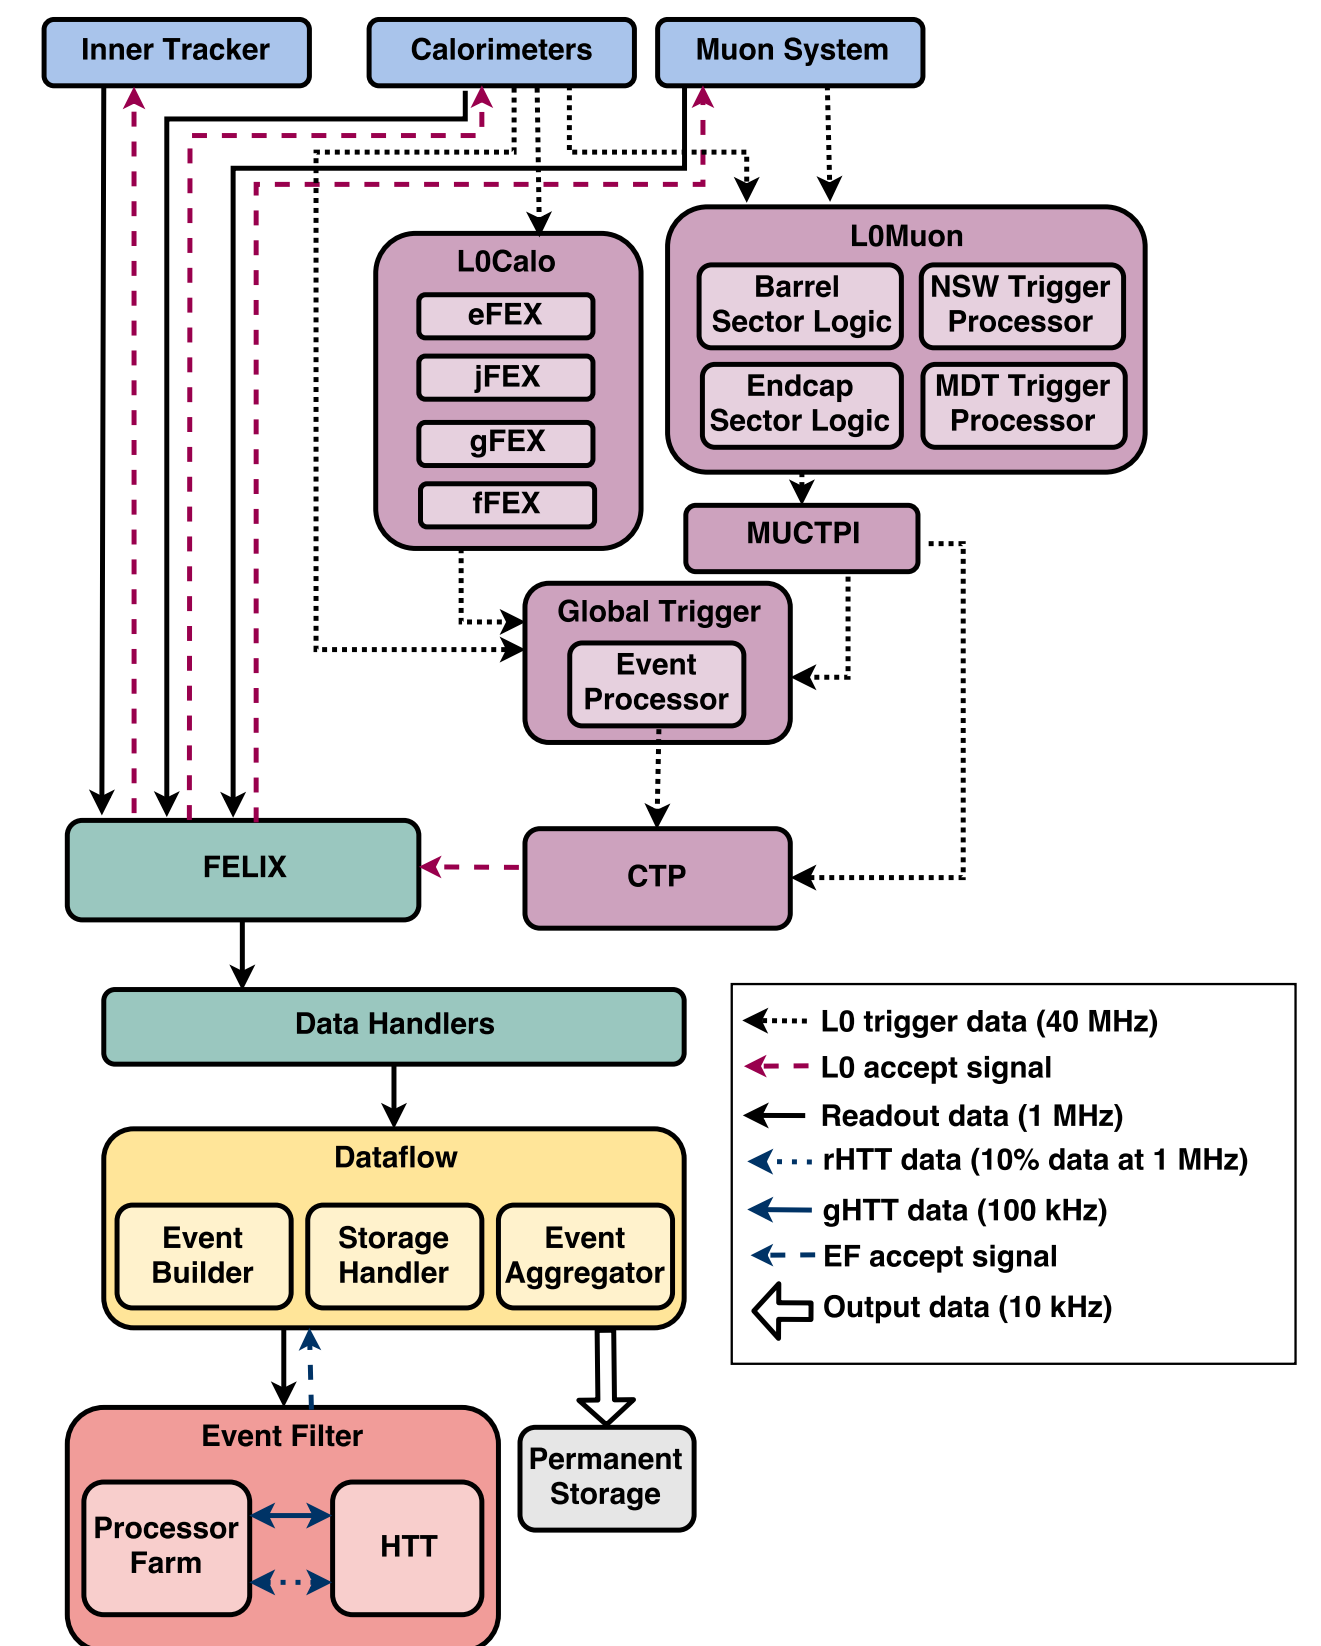 Inner Tracker
Calorimeters
Muon System
L0Calo
eFEX
jFEX
gFEX
fFEX
L0Muon
Barrel
Sector Logic
NSW Trigger
Processor
Endcap
Sector Logic
MDT Trigger
Processor
MUCTPI
Global Trigger
Event
Processor
FELIX
CTP
Data Handlers
Dataflow
Event
Builder
Storage
Handler
Event
Aggregator
Event Filter
Processor
Farm
HTT
Permanent
Storage
L0 trigger data (40 MHz)
L0 accept signal
Readout data (1 MHz)
rHTT data (10% data at 1 MHz)
gHTT data (100 kHz)
EF accept signal
Output data (10 kHz)